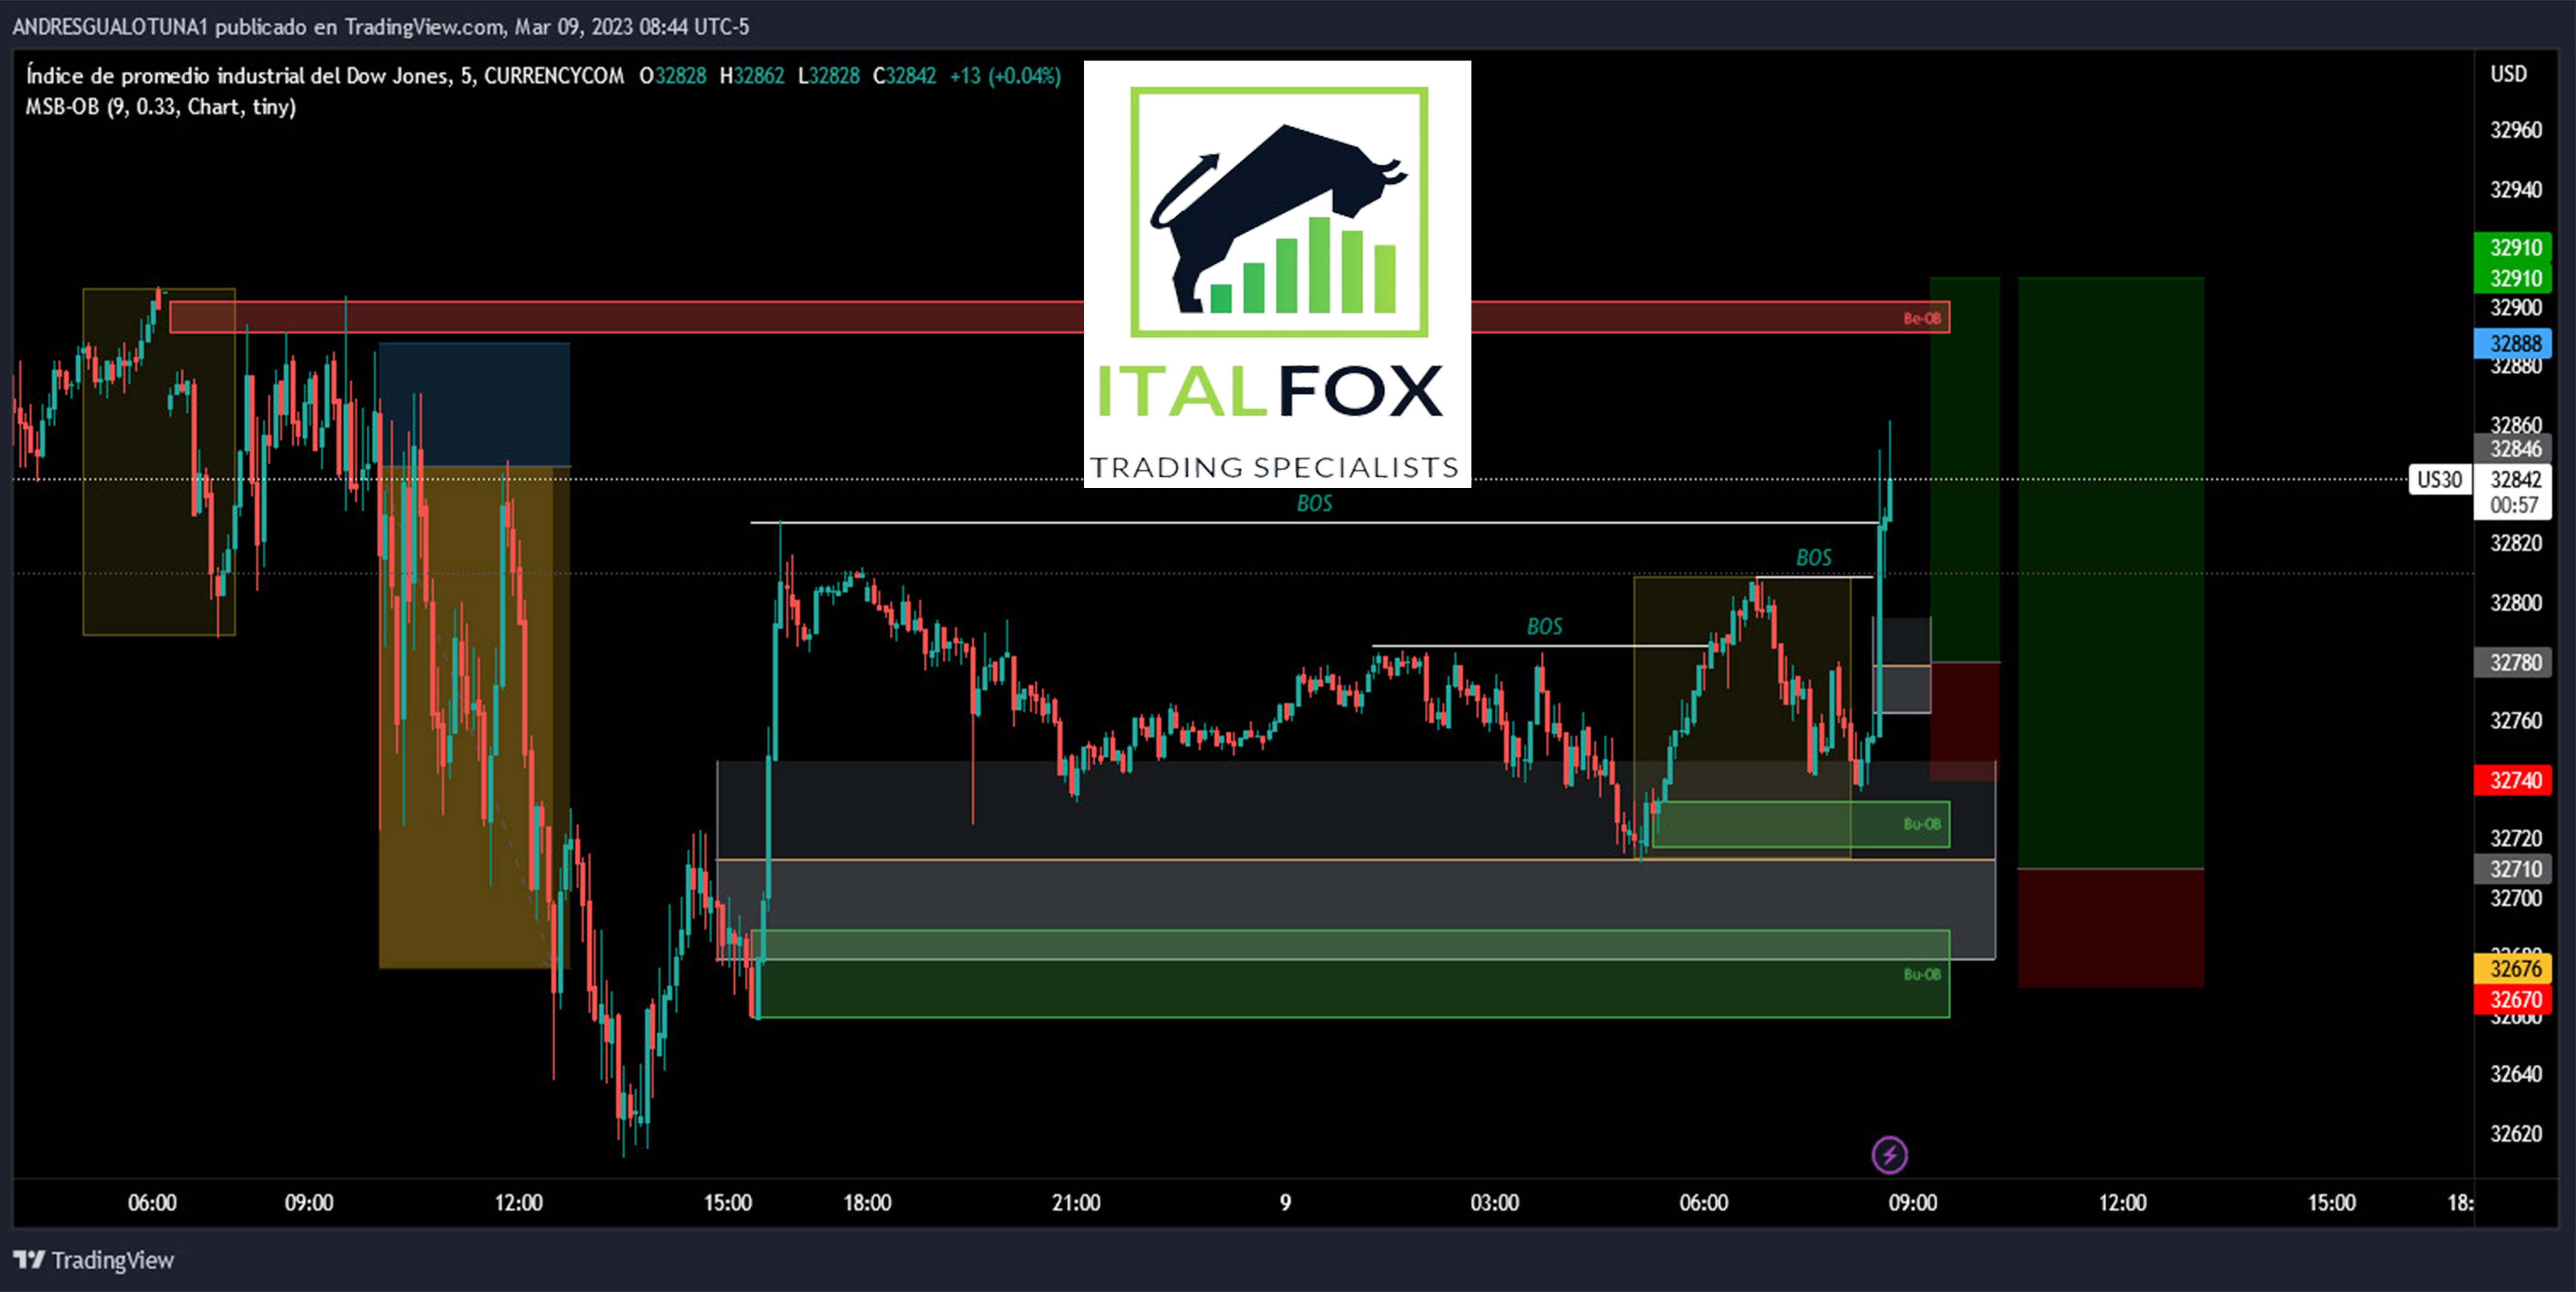 ANDRESGUALOTUNA1 publicado en TradingView.com, Mar 09, 2023 08:44 UTC-5
Índice de promedio industrial del Dow Jones, 5, CURRENCYCOM O32828 H32862 L32828 C32842 +13 (+0.04%)
MSB-OB (9, 0.33, Chart, tiny)
USD
32960
32940
32910
32910
32900
32888
32880
32860
32846
US30 32842
00:57
32820
32800
32780
32760
32740
32720
32710
32700
32680
32676
32670
32660
32640
32620
ITALFOX
TRADING SPECIALISTS
Be-OB
BOS
BOS
BOS
Bu-OB
Bu-OB
06:00 09:00 12:00 15:00 18:00 21:00 9 03:00 06:00 09:00 12:00 15:00 18:
TradingView